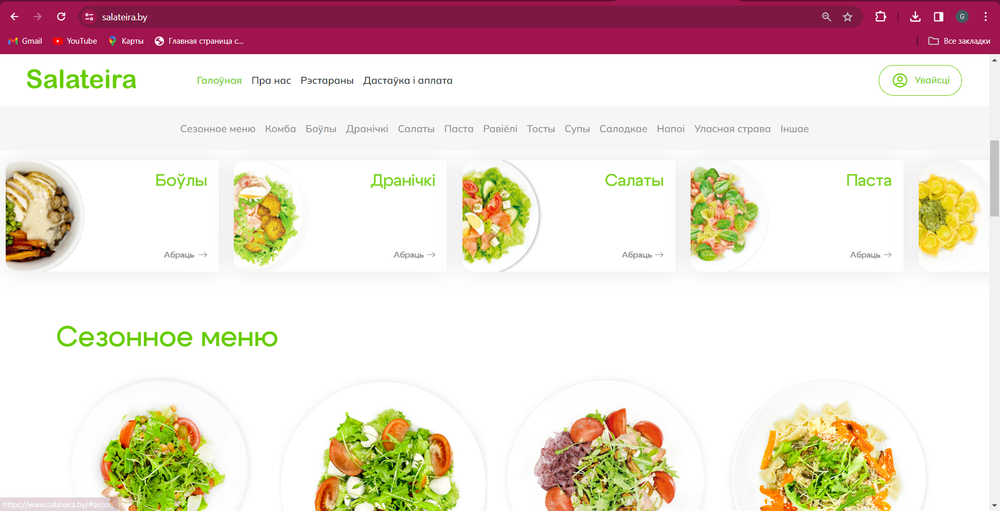 salateira.by
G
Gmail YouTube Карты Главная страница с... Все закладки
Salateira Галоўная Пра нас Рэстараны Дастаўка і аплата Увайсці
Сезонное меню Комба Боўлы Дранічкі Салаты Паста Равіёлі Тосты Супы Салодкае Напоі Уласная страва Іншае
Боўлы Дранічкі Салаты Паста
Абраць → Абраць → Абраць → Абраць →
Сезонное меню
https://www.salateira.by/#sezon